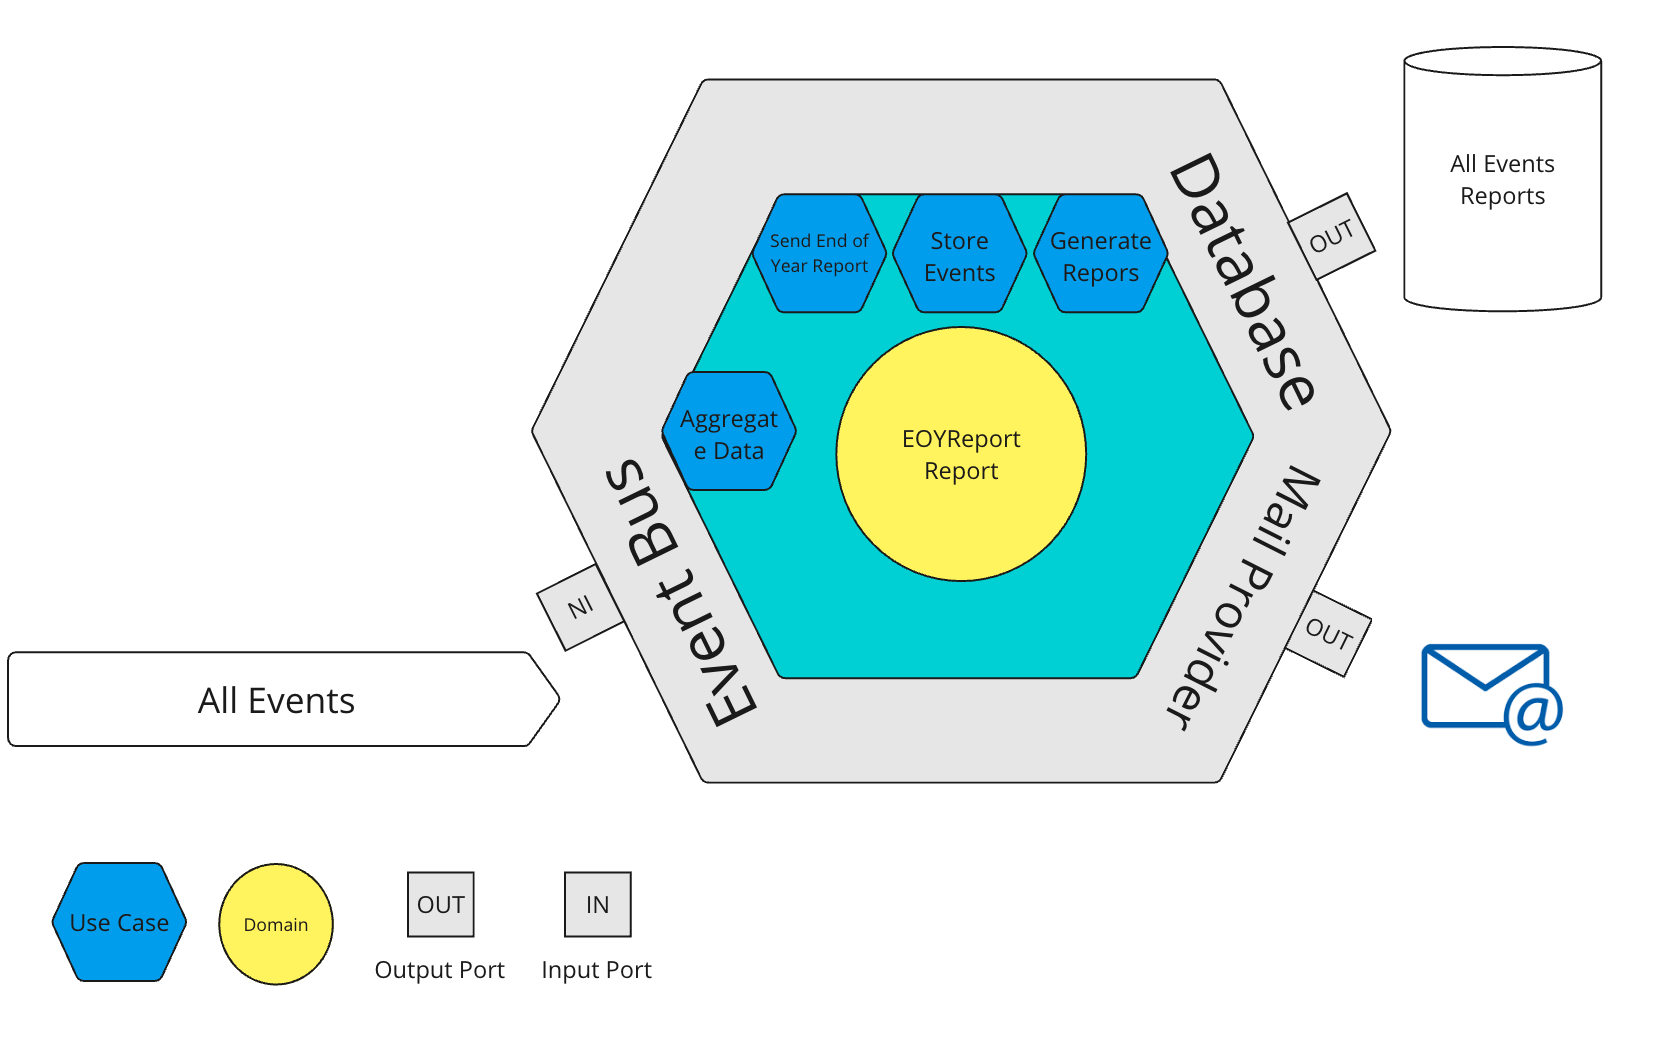 All Events
Reports
Database
OUT
Send End of
Year Report
Store
Events
Generate
Repors
Aggregat
e Data
EOYReport
Report
Event Bus
IN
Mail Provider
OUT
All Events
@
Use Case
Domain
OUT
IN
Output Port
Input Port